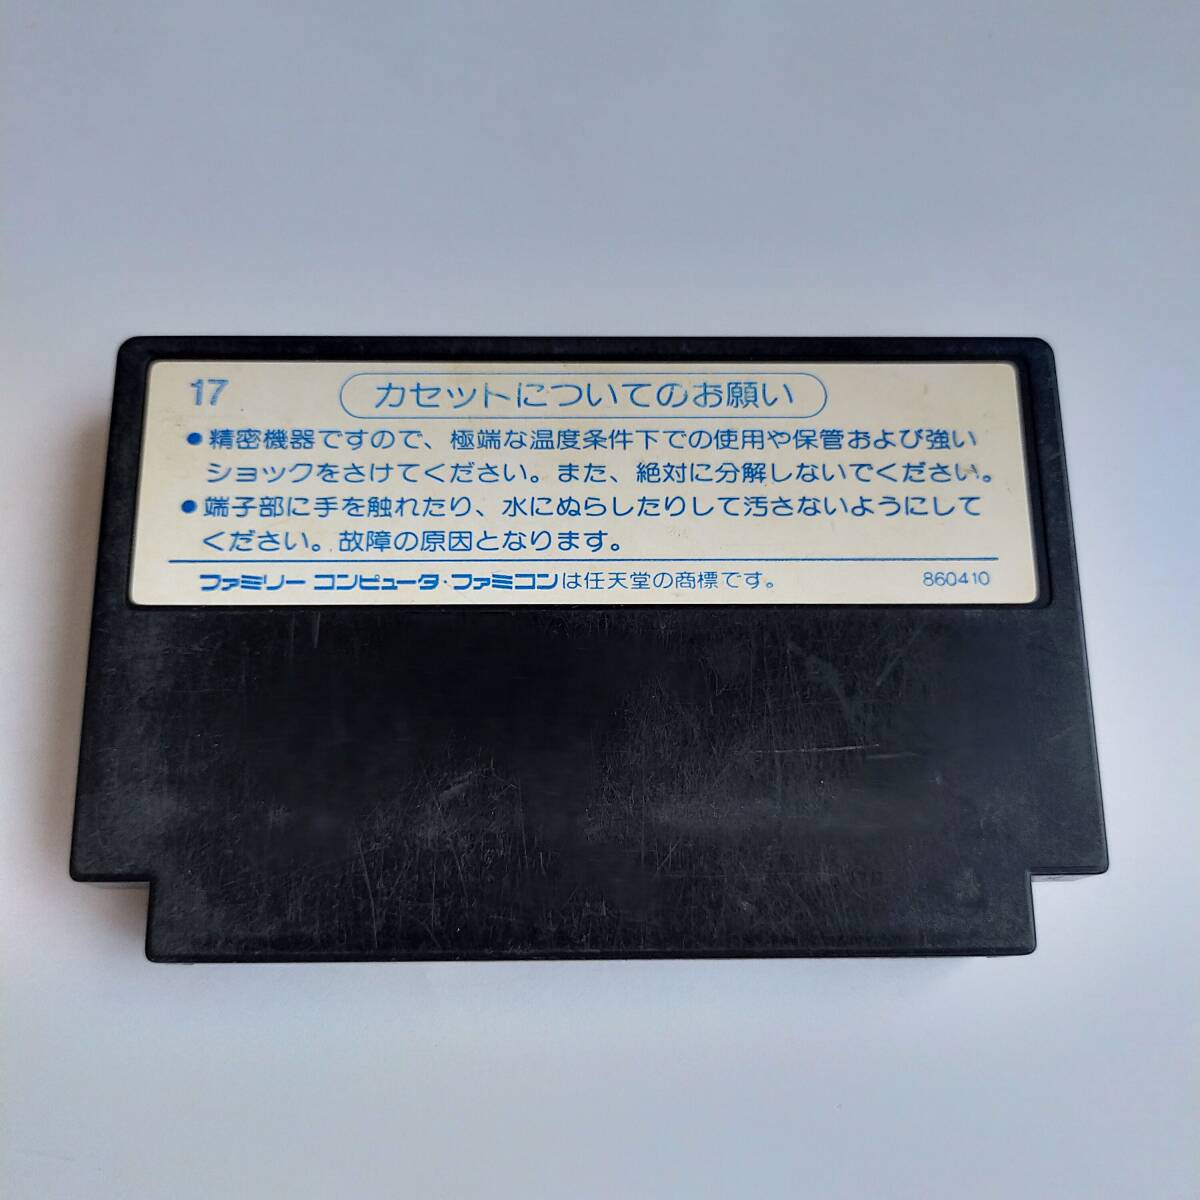 17
カセットについてのお願い
●精密機器ですので、極端な温度条件下での使用や保管および強い
ショックをさけてください。また、絶対に分解しないでください。
●端子部に手を触れたり、水にぬらしたりして汚さないようにして
ください。故障の原因となります。
ファミリー コンピュータ・ファミコンは任天堂の商標です。 860410